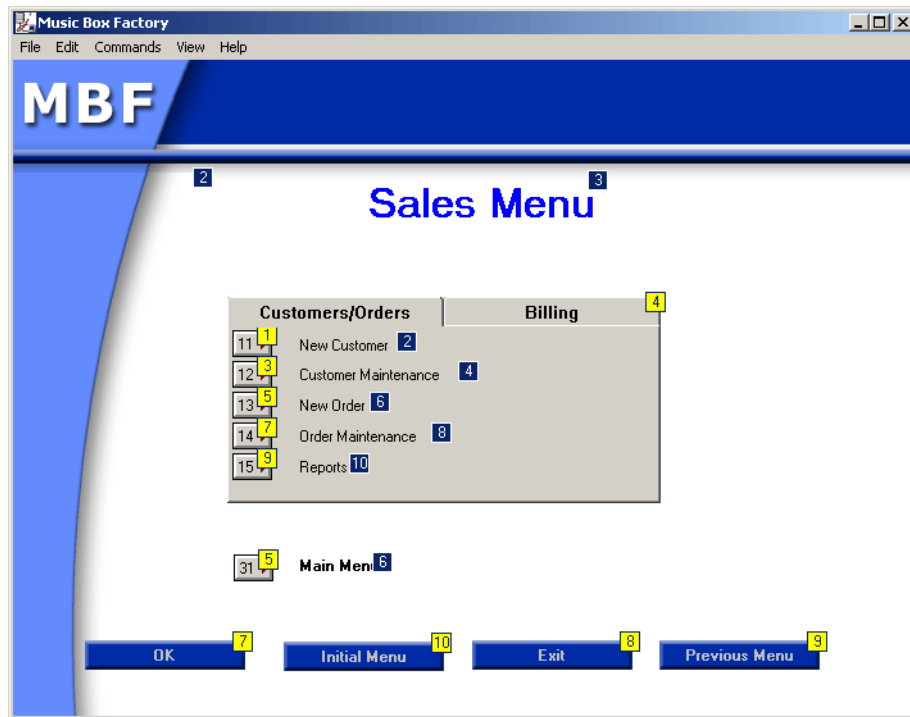 Music Box Factory
File Edit Commands View Help
MBF
2 3
Sales Menu
4
Customers/Orders Billing
11 1 New Customer 2
12 3 Customer Maintenance 4
13 5 New Order 6
14 7 Order Maintenance 8
15 9 Reports 10
31 5 Main Menu 6
7 10 8 9
OK Initial Menu Exit Previous Menu